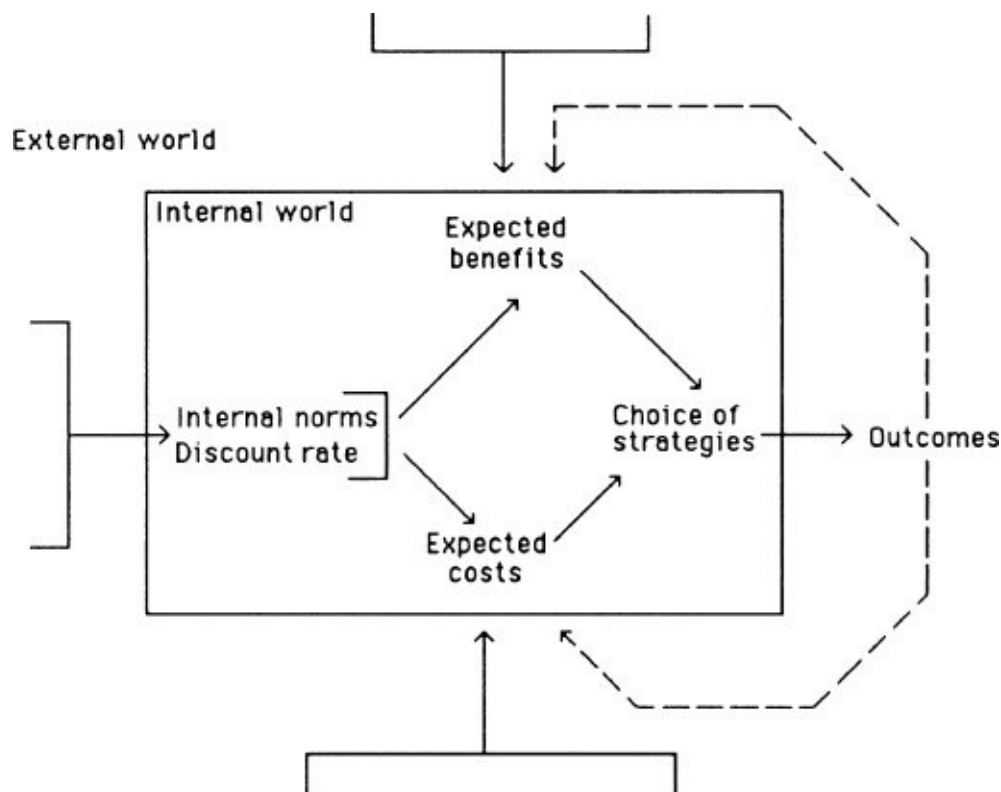 External world
Internal world
Expected
benefits
Internal norms
Discount rate
Choice of
strategies
Outcomes
Expected
costs